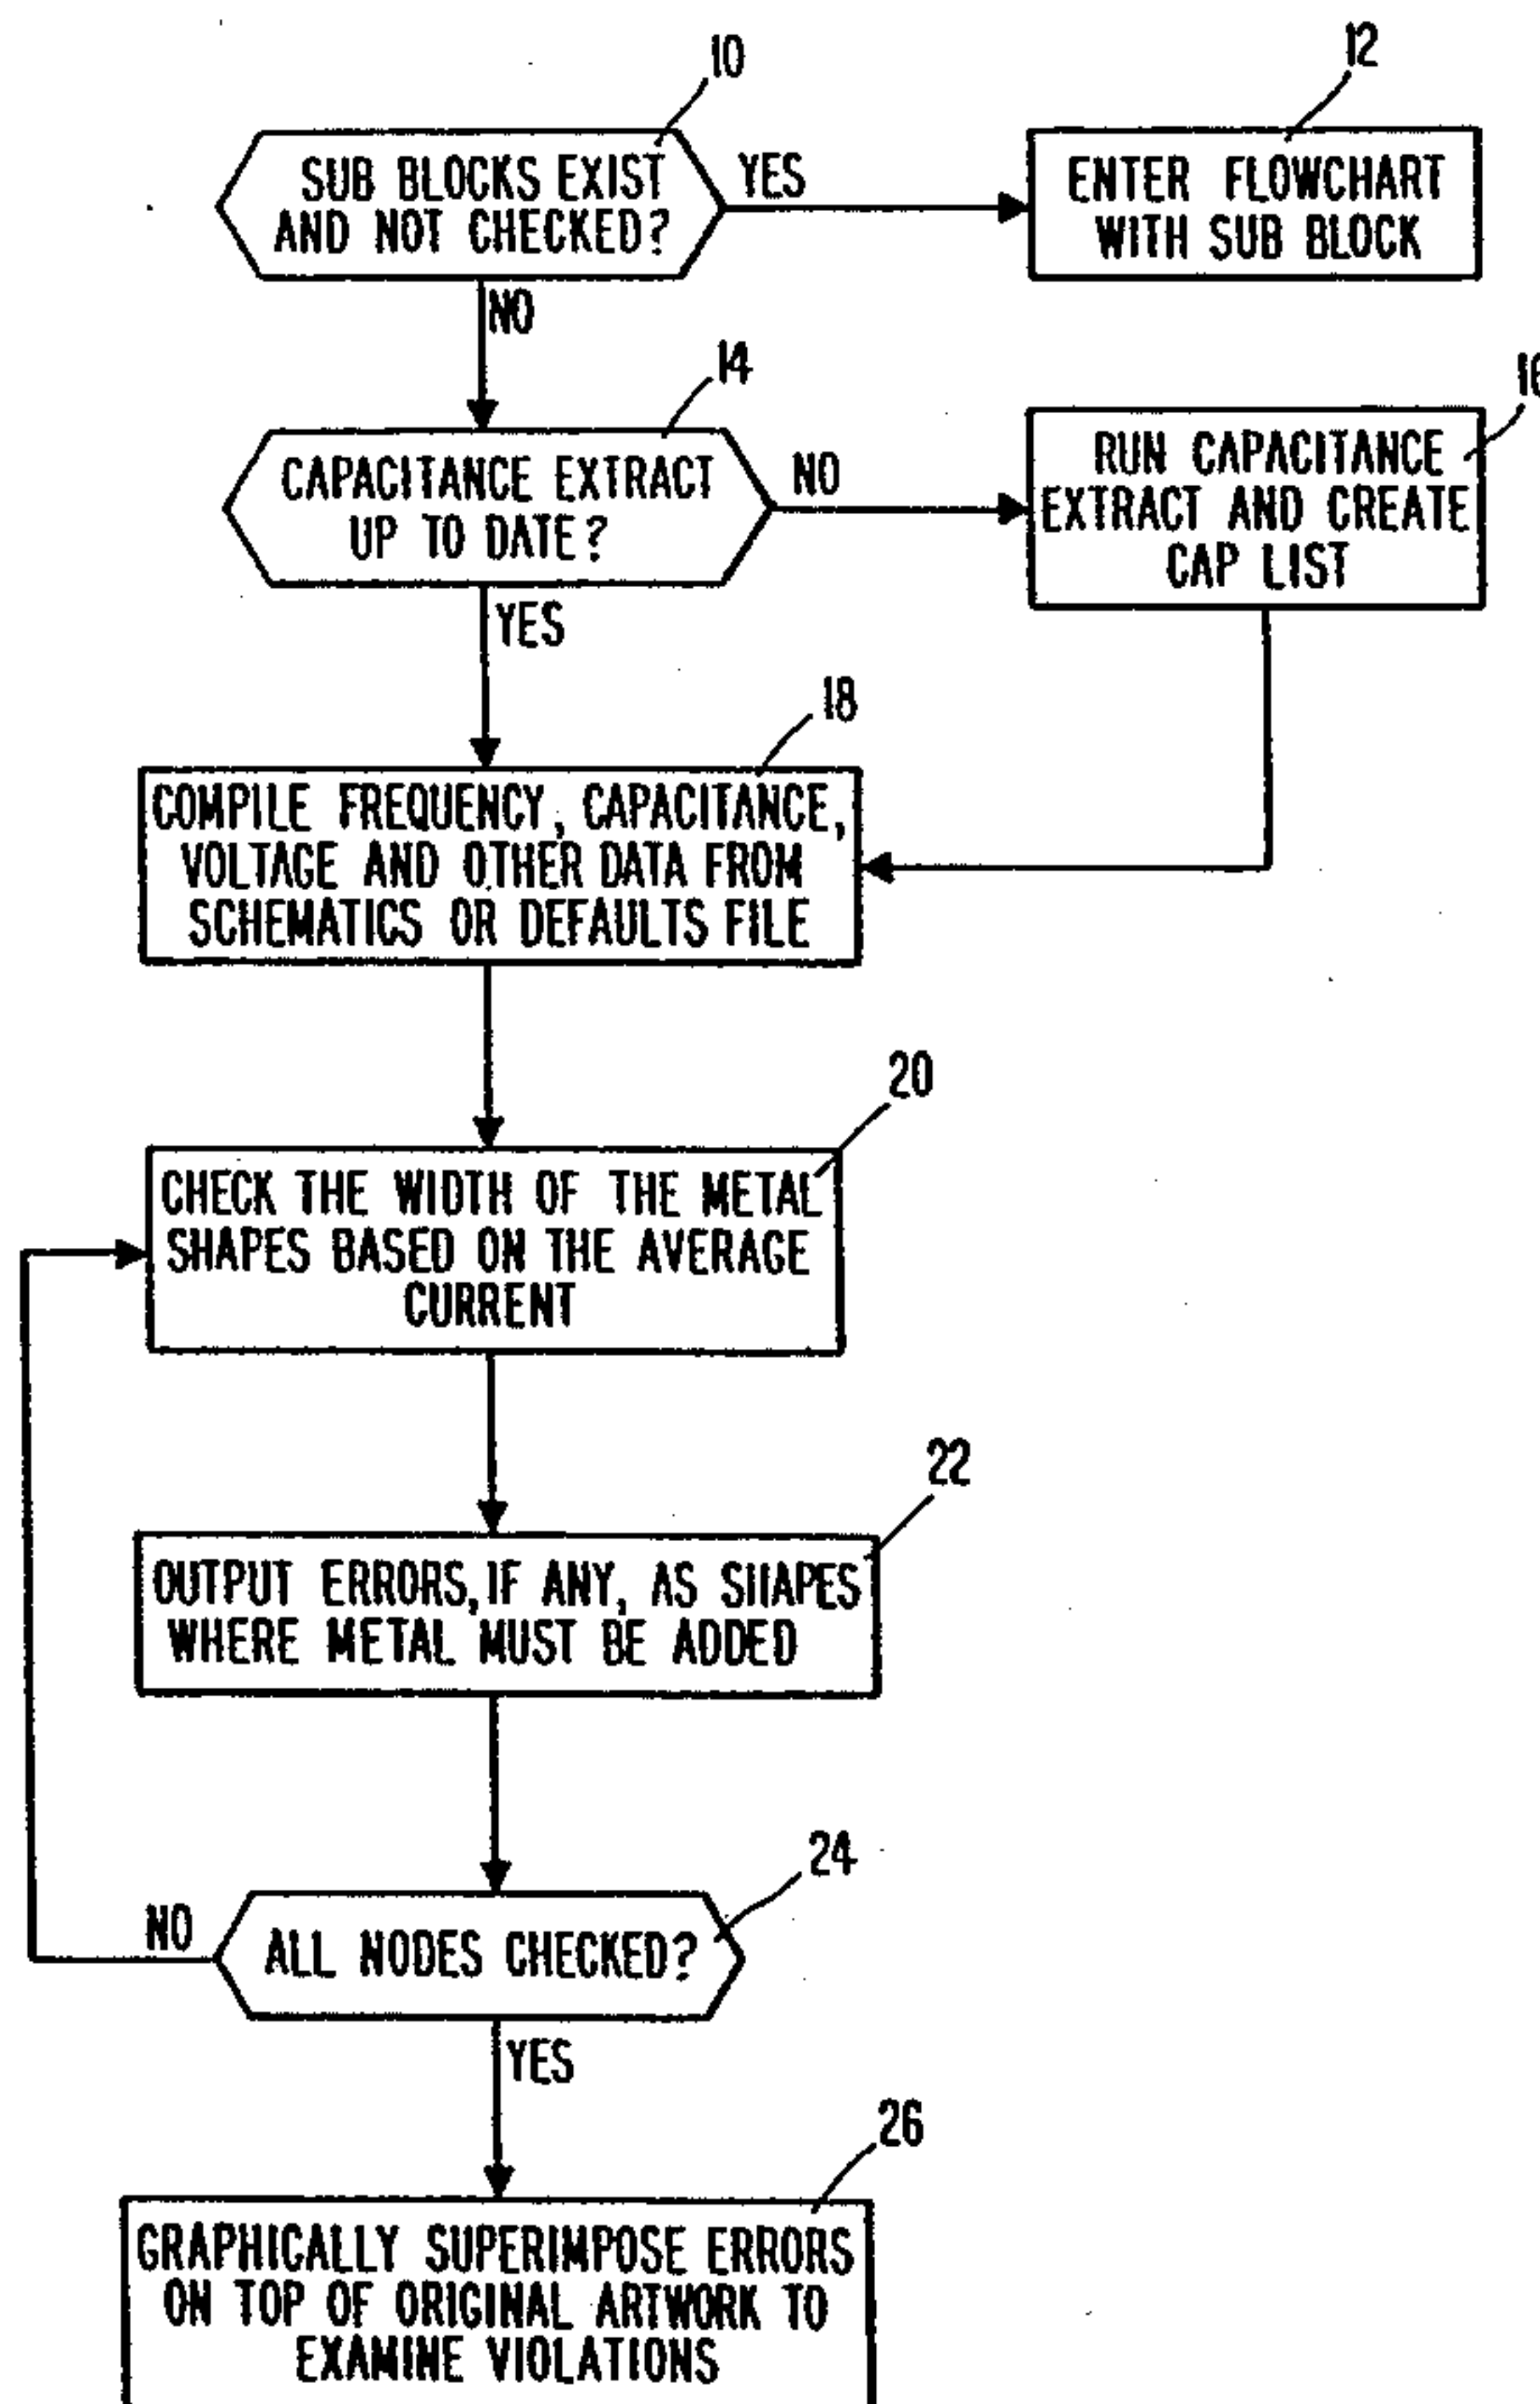 10
SUB BLOCKS EXIST
AND NOT CHECKED?
YES
12
ENTER FLOWCHART
WITH SUB BLOCK
NO
14
CAPACITANCE EXTRACT
UP TO DATE?
NO
16
RUN CAPACITANCE
EXTRACT AND CREATE
CAP LIST
YES
18
COMPILE FREQUENCY, CAPACITANCE,
VOLTAGE AND OTHER DATA FROM
SCHEMATICS OR DEFAULTS FILE
20
CHECK THE WIDTH OF THE METAL
SHAPES BASED ON THE AVERAGE
CURRENT
22
OUTPUT ERRORS, IF ANY, AS SHAPES
WHERE METAL MUST BE ADDED
24
NO
ALL NODES CHECKED?
YES
26
GRAPHICALLY SUPERIMPOSE ERRORS
ON TOP OF ORIGINAL ARTWORK TO
EXAMINE VIOLATIONS